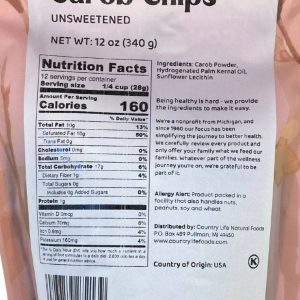 Carob Chips
UNSWEETENED
NET WT: 12 oz (340 g)
Nutrition Facts
12 servings per container
Serving size 1/4 cup (28g)
Amount Per Serving
Calories 160
% Daily Value*
Total Fat 10g 13%
Saturated Fat 10g 50%
Trans Fat 0g
Cholesterol 0mg 0%
Sodium 0mg 0%
Total Carbohydrate 17g 6%
Dietary Fiber 1g 4%
Total Sugars 0g
Includes 0g Added Sugars 0%
Protein 1g
Vitamin D 0mcg 0%
Calcium 70mg 6%
Iron 0.6mg 4%
Potassium 160mg 4%
Ingredients: Carob Powder,
Hydrogenated Palm Kernel Oil,
Sunflower Lecithin
Being healthy is hard - we provide
the ingredients to make it easy.
We're a nonprofit from Michigan, and
since 1960 our focus has been
simplifying the journey to better health.
We carefully review every product and
only offer your family what we feed our
families. Whatever part of the wellness
journey you're on, we're grateful to be
part of it.
Allergy Alert: Product packed in a
facility that also handles nuts,
peanuts, soy and wheat.
Distributed by: Country Life Natural Foods
PO Box 489 Pullman, MI 49450
www.countrylifefoods.com
Country of Origin: USA
K